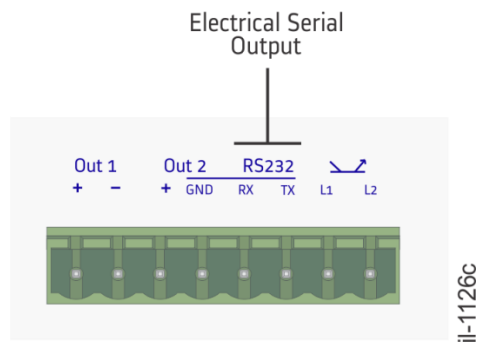 Electrical Serial
Output
Out 1 Out 2 RS232
+ − + GND RX TX L1 L2
il-1126c